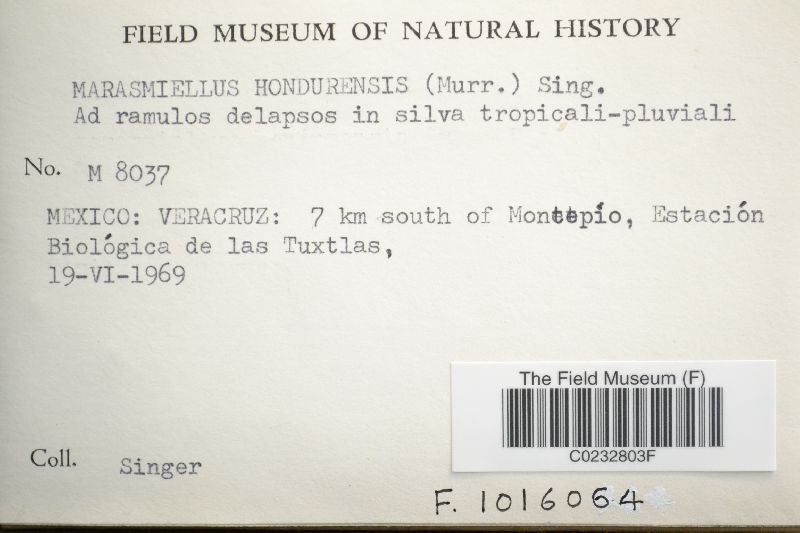 FIELD MUSEUM OF NATURAL HISTORY
MARASMIELLUS HONDURENSIS (Murr.) Sing.
Ad ramulos delapsos in silva tropicali-pluviali
No. M 8037
MEXICO: VERACRUZ: 7 km south of Montepío, Estación
Biológica de las Tuxtlas,
19-VI-1969
The Field Museum (F)
C0232803F
Coll. Singer
F. 1016064